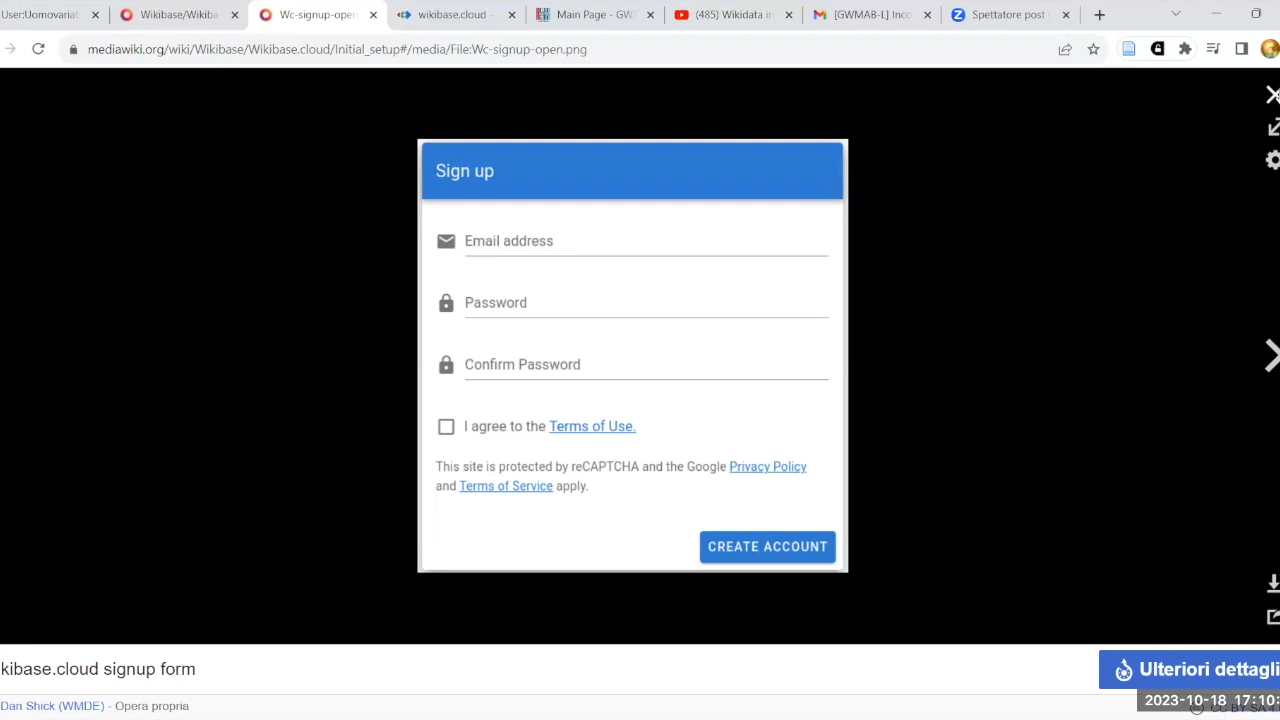 User:Uomovaria
Wikibase/Wikiba
Wc-signup-open
wikibase.cloud -
Main Page - GW
(485) Wikidata in
[GWMAB-L] Inco
Spettatore post
mediawiki.org/wiki/Wikibase/Wikibase.cloud/Initial_setup#/media/File:Wc-signup-open.png
Sign up
Email address
Password
Confirm Password
I agree to the Terms of Use.
This site is protected by reCAPTCHA and the Google Privacy Policy
and Terms of Service apply.
CREATE ACCOUNT
kibase.cloud signup form
Ulteriori dettagli
Dan Shick (WMDE) - Opera propria
2023-10-18 17:10: